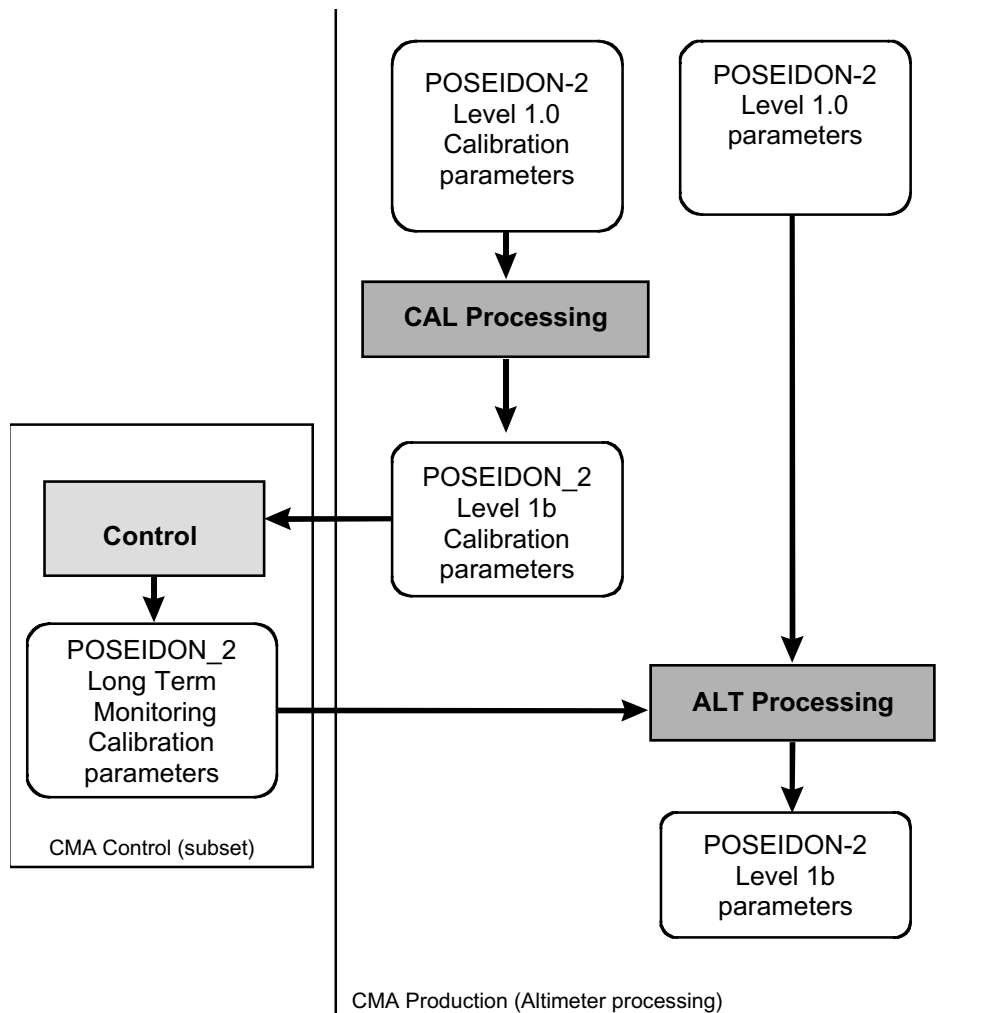 POSEIDON-2
Level 1.0
Calibration
parameters
POSEIDON-2
Level 1.0
parameters
CAL Processing
POSEIDON_2
Level 1b
Calibration
parameters
Control
POSEIDON_2
Long Term
Monitoring
Calibration
parameters
CMA Control (subset)
ALT Processing
POSEIDON-2
Level 1b
parameters
CMA Production (Altimeter processing)